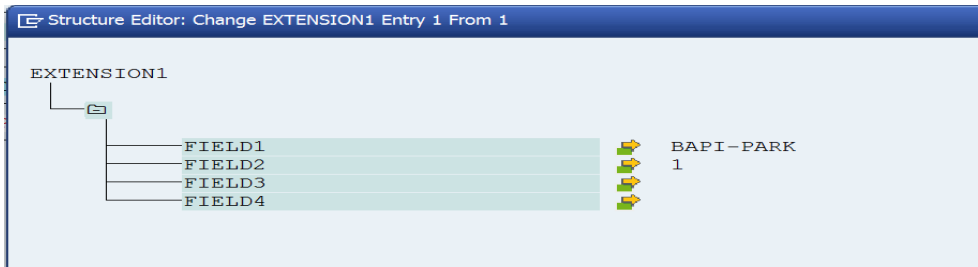 Structure Editor: Change EXTENSION1 Entry 1 From 1
EXTENSION1
FIELD1 BAPI-PARK
FIELD2 1
FIELD3
FIELD4